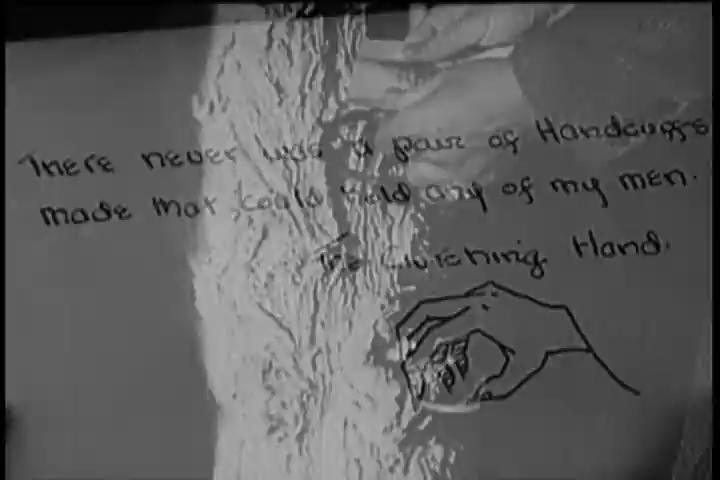 There never was a pair of Handcuffs
made that could hold any of my men.
The Clutching Hand.